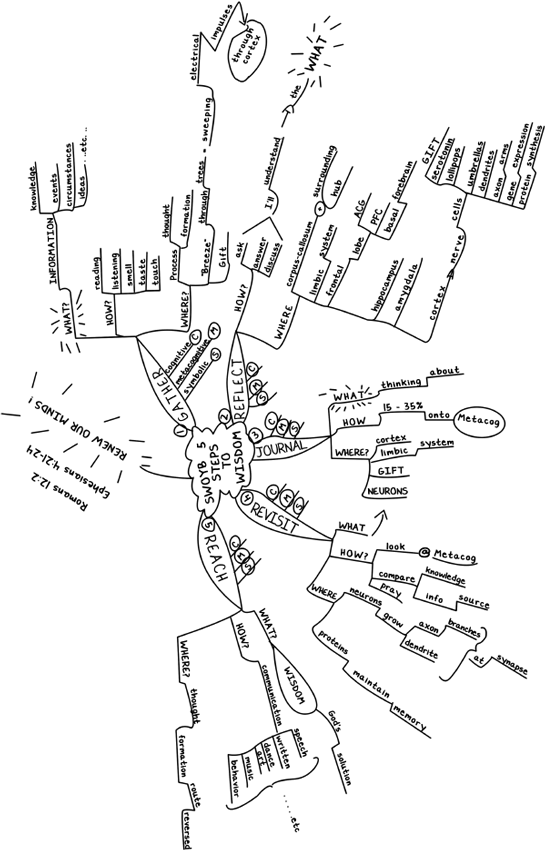 SWOYB 5
STEPS
TO
WISDOM
RENEW OUR MINDS!
Ephesians 4:21-24
Romans 12:2
1
GATHER
cognitive C
metacognitive M
symbolic S
WHAT?
INFORMATION
knowledge
events
circumstances
ideas ...etc...
HOW?
reading
listening
smell
taste
touch
WHERE?
Process
thought
formation
"Breeze"
through
trees = sweeping
electrical
impulses
through
cortex
Gift
2
REFLECT
C
M
S
HOW?
ask
answer
discuss
I'll
understand
the
WHAT
WHERE
corpus-callosum + surrounding
hub
limbic system
frontal lobe
ACG
PFC
basal forebrain
hippocampus
amygdala
cortex nerve cells
GIFT
serotonin
lollipops
umbrellas
dendrites
axon arms
gene expression
protein synthesis
3
JOURNAL
C
M
S
WHAT
thinking about
HOW
15 - 35% onto Metacog
WHERE?
cortex
limbic system
GIFT
NEURONS
4
REVISIT
C
M
S
WHAT
HOW?
look @ Metacog
compare
knowledge
info source
pray
WHERE
neurons
grow
axon branches
dendrite
at synapse
proteins
maintain
memory
5
REACH
C
M
S
WHAT?
WISDOM
God's
solution
HOW?
communication
speech
written
dance
art
music
behavior
......etc
WHERE?
thought
formation
route
reversed